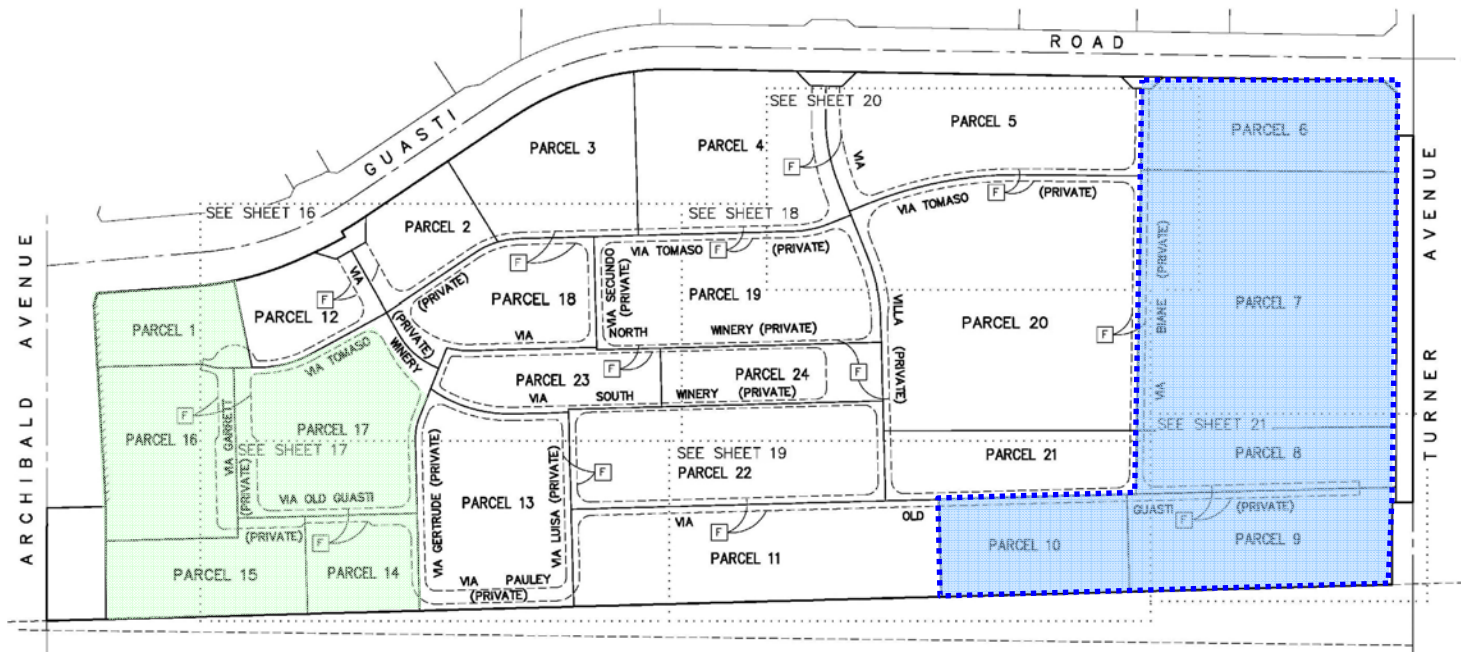 ROAD
GUASTI
SEE SHEET 20
PARCEL 5
PARCEL 6
PARCEL 3
PARCEL 4
VIA
F
F
VIA TOMASO
(PRIVATE)
SEE SHEET 16
SEE SHEET 18
PARCEL 2
VIA TOMASO
(PRIVATE)
F
F
VIA
F
(PRIVATE)
VIA SECUNDO
(PRIVATE)
PARCEL 18
PARCEL 19
PARCEL 12
PARCEL 1
VIA
NORTH
WINERY (PRIVATE)
VILLA
(PRIVATE)
PARCEL 20
F
VIA BIANE (PRIVATE)
PARCEL 7
ARCHIBALD AVENUE
TURNER AVENUE
VIA TOMASO
(PRIVATE)
WINERY
F
PARCEL 23
PARCEL 24
F
VIA
SOUTH
WINERY
(PRIVATE)
F
PARCEL 16
VIA GARRETT
(PRIVATE)
PARCEL 17
SEE SHEET 17
SEE SHEET 19
PARCEL 22
SEE SHEET 21
PARCEL 8
PARCEL 21
VIA GERTRUDE (PRIVATE)
PARCEL 13
VIA LUISA (PRIVATE)
F
VIA OLD GUASTI
(PRIVATE)
F
VIA
OLD
GUASTI
(PRIVATE)
F
F
PARCEL 15
PARCEL 14
VIA
PAULEY
(PRIVATE)
PARCEL 11
PARCEL 10
PARCEL 9